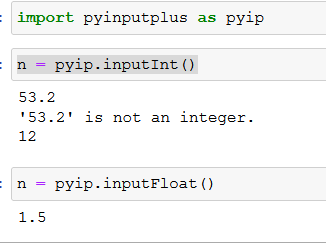 : import pyinputplus as pyip
: n = pyip.inputInt()
53.2
'53.2' is not an integer.
12
: n = pyip.inputFloat()
1.5